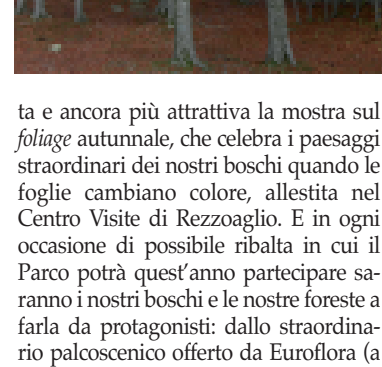 ta e ancora più attrattiva la mostra sul
foliage autunnale, che celebra i paesaggi
straordinari dei nostri boschi quando le
foglie cambiano colore, allestita nel
Centro Visite di Rezzoaglio. E in ogni
occasione di possibile ribalta in cui il
Parco potrà quest'anno partecipare sa-
ranno i nostri boschi e le nostre foreste a
farla da protagonisti: dallo straordina-
rio palcoscenico offerto da Euroflora (a